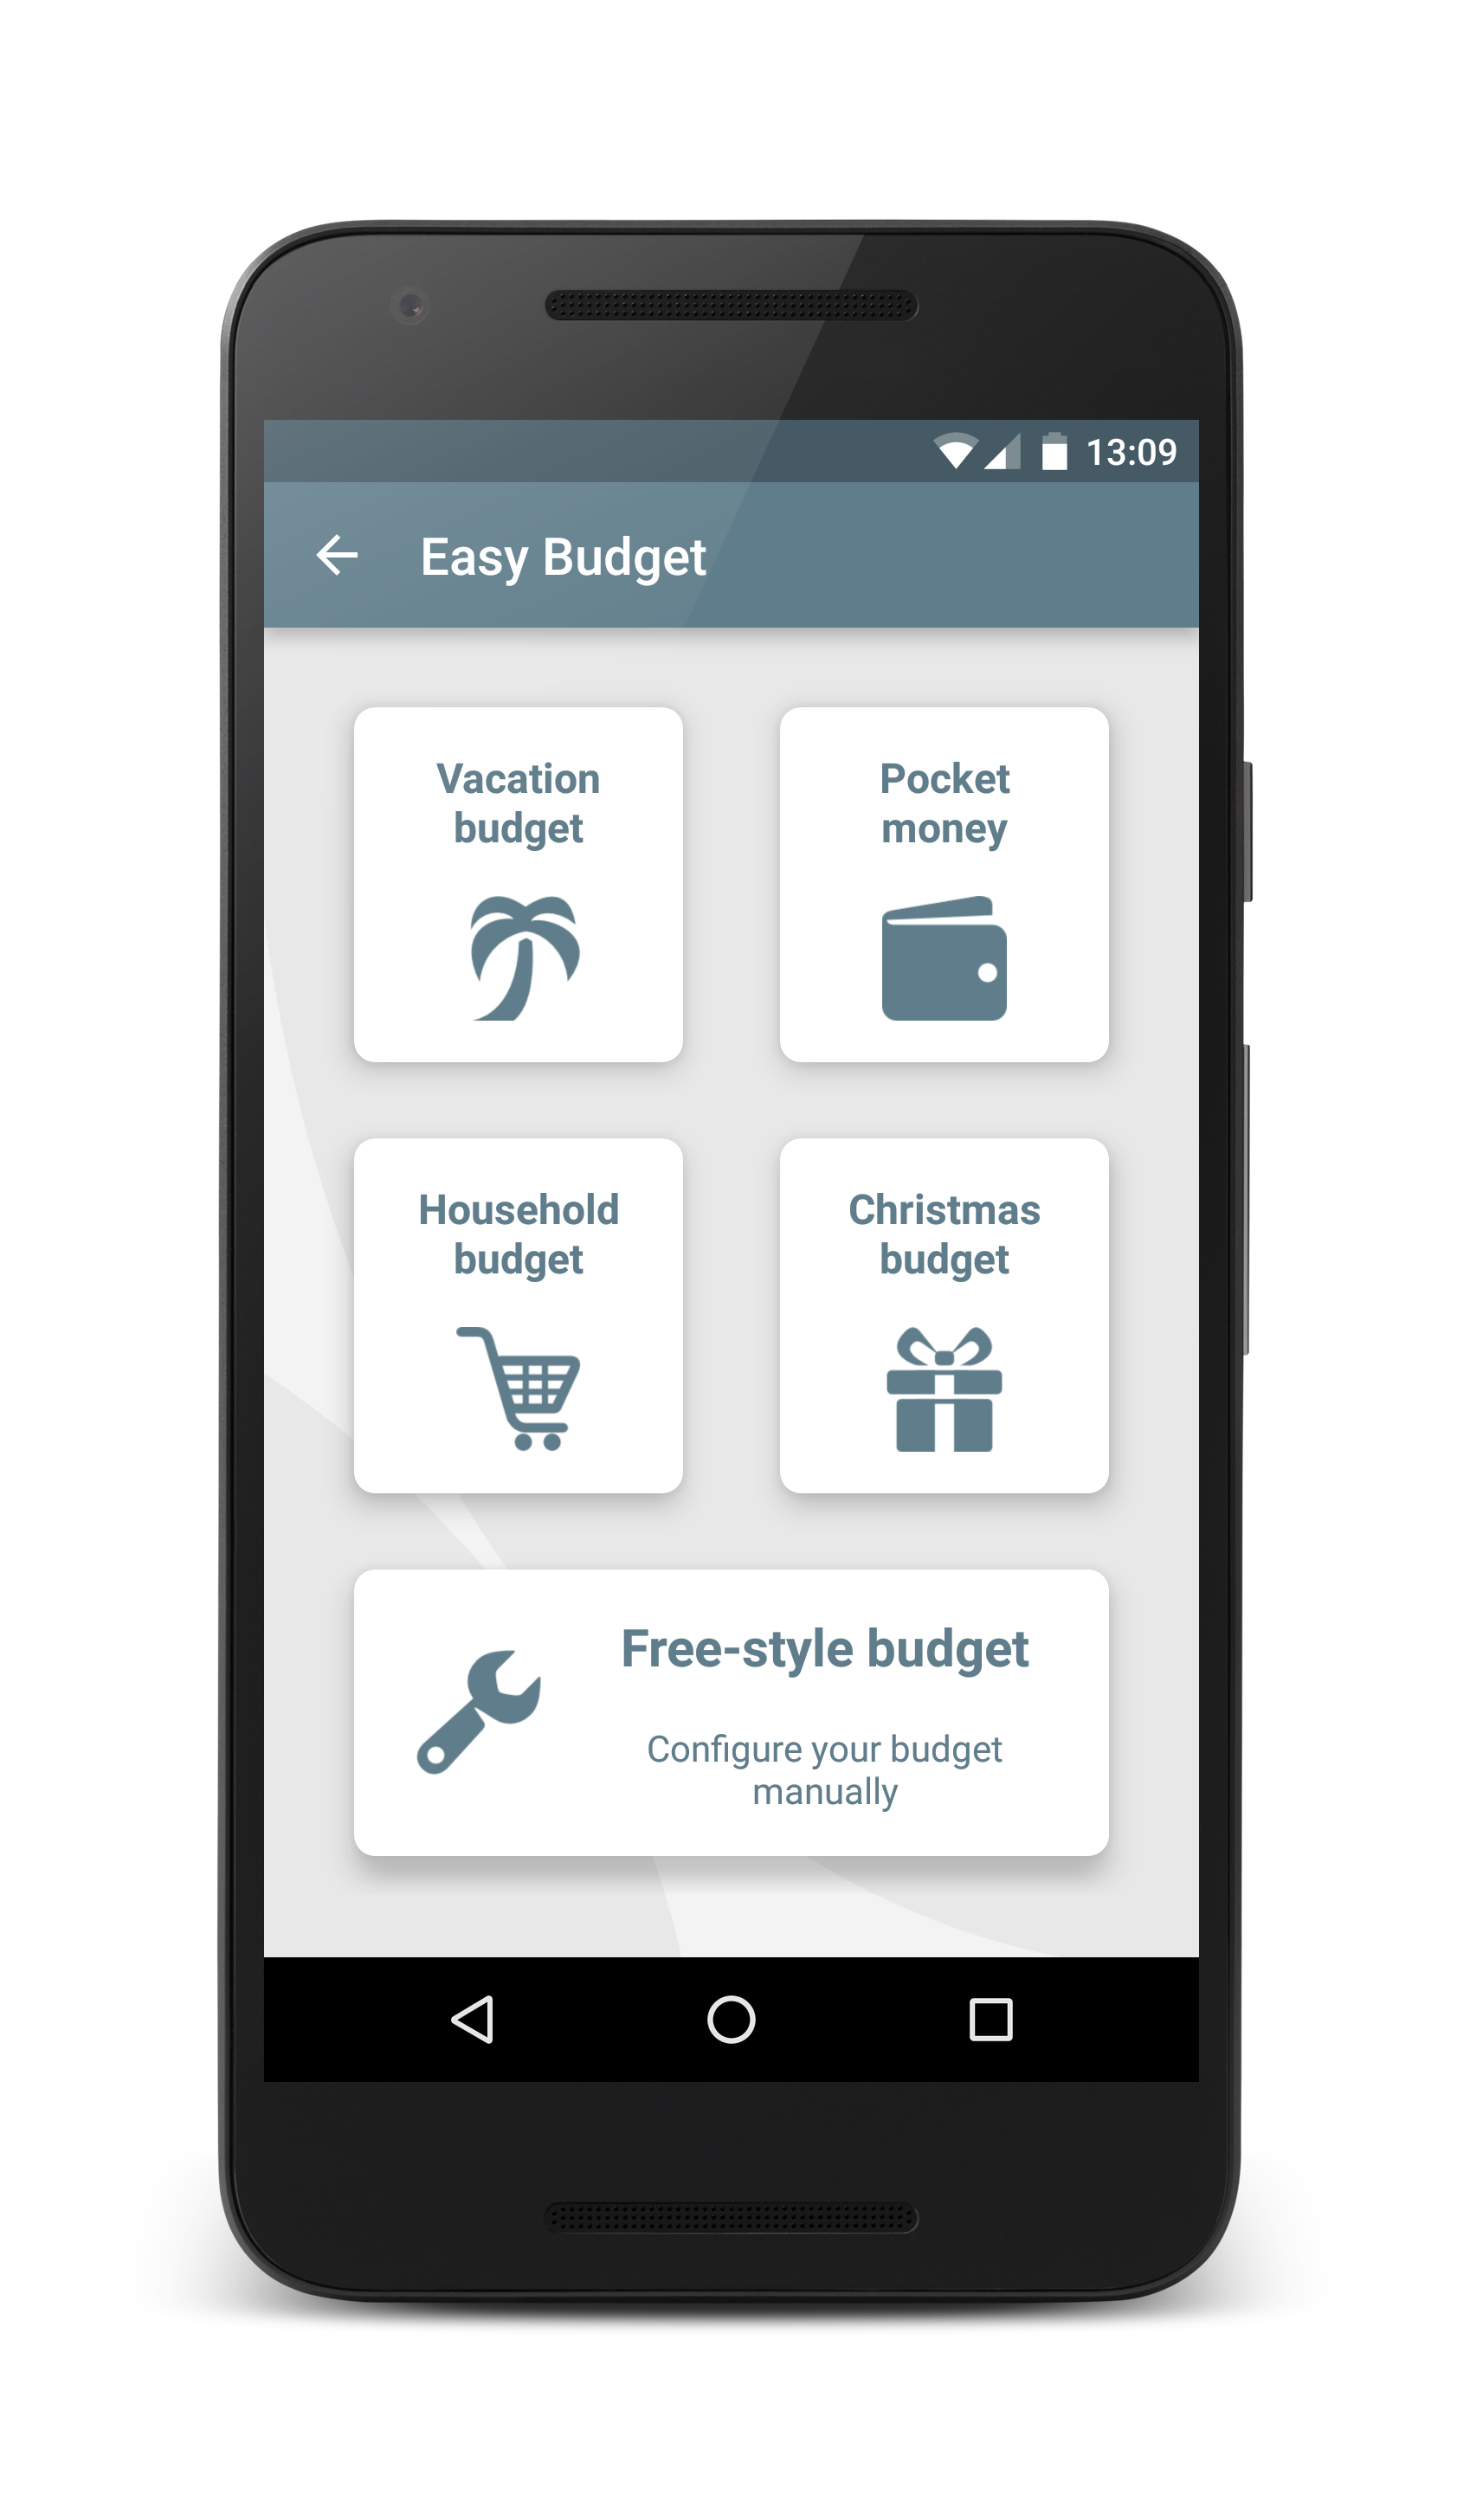 13:09
Easy Budget
Vacation
budget
Pocket
money
Household
budget
Christmas
budget
Free-style budget
Configure your budget
manually